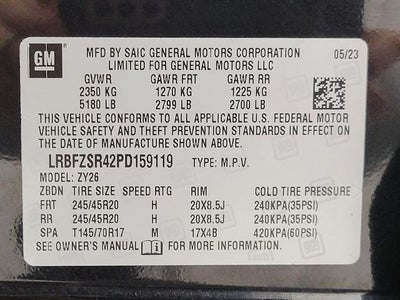 GM
MFD BY SAIC GENERAL MOTORS CORPORATION 05/23
LIMITED FOR GENERAL MOTORS LLC
GVWR GAWR FRT GAWR RR
2350 KG 1270 KG 1225 KG
5180 LB 2799 LB 2700 LB
THIS VEHICLE CONFORMS TO ALL APPLICABLE U.S. FEDERAL MOTOR
VEHICLE SAFETY, BUMPER, AND THEFT PREVENTION STANDARDS IN EFFECT ON
THE DATE OF MANUFACTURE SHOWN ABOVE.
LRBFZSR42PD159119 TYPE: M.P.V.
MODEL: ZY26
ZBDN TIRE SIZE SPEED RTG RIM COLD TIRE PRESSURE
FRT 245/45R20 H 20X8.5J 240KPA(35PSI)
RR 245/45R20 H 20X8.5J 240KPA(35PSI)
SPA T145/70R17 M 17X4B 420KPA(60PSI)
SEE OWNER'S MANUAL FOR MORE INFORMATION